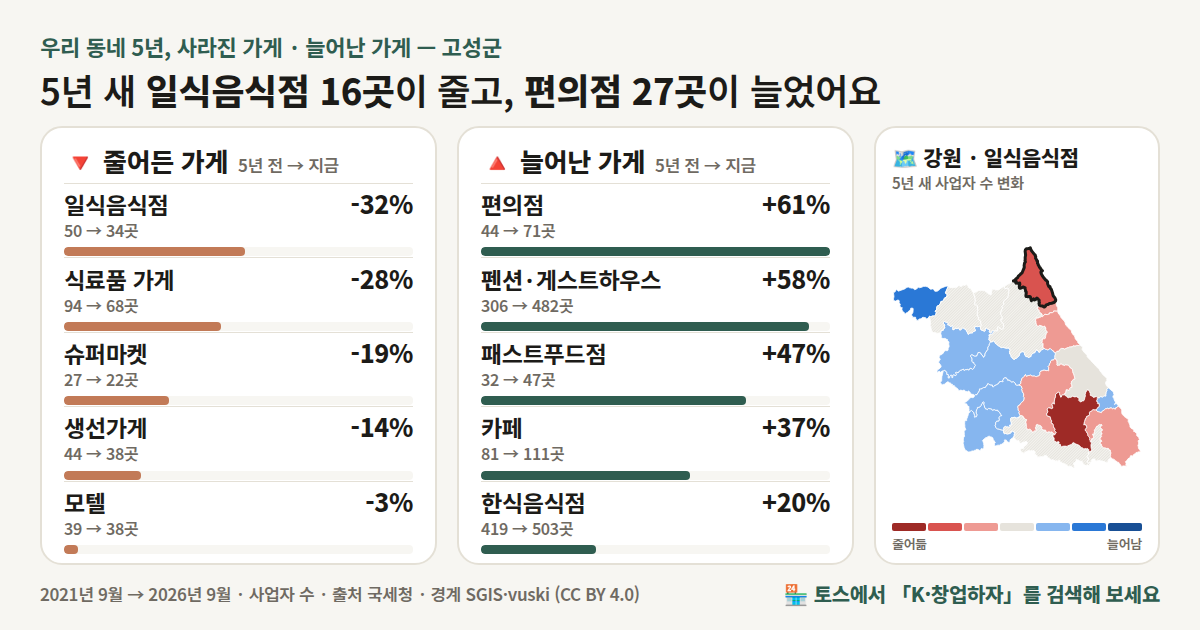 우리 동네 5년, 사라진 가게 · 늘어난 가게 — 고성군
5년 새 일식음식점 16곳이 줄고, 편의점 27곳이 늘었어요
줄어든 가게 5년 전 → 지금
일식음식점 -32%
50 → 34곳
식료품 가게 -28%
94 → 68곳
슈퍼마켓 -19%
27 → 22곳
생선가게 -14%
44 → 38곳
모텔 -3%
39 → 38곳
늘어난 가게 5년 전 → 지금
편의점 +61%
44 → 71곳
펜션·게스트하우스 +58%
306 → 482곳
패스트푸드점 +47%
32 → 47곳
카페 +37%
81 → 111곳
한식음식점 +20%
419 → 503곳
강원 · 일식음식점
5년 새 사업자 수 변화
줄어듦 늘어남
2021년 9월 → 2026년 9월 · 사업자 수 · 출처 국세청 · 경계 SGIS·vuski (CC BY 4.0)
토스에서 「K·창업하자」를 검색해 보세요